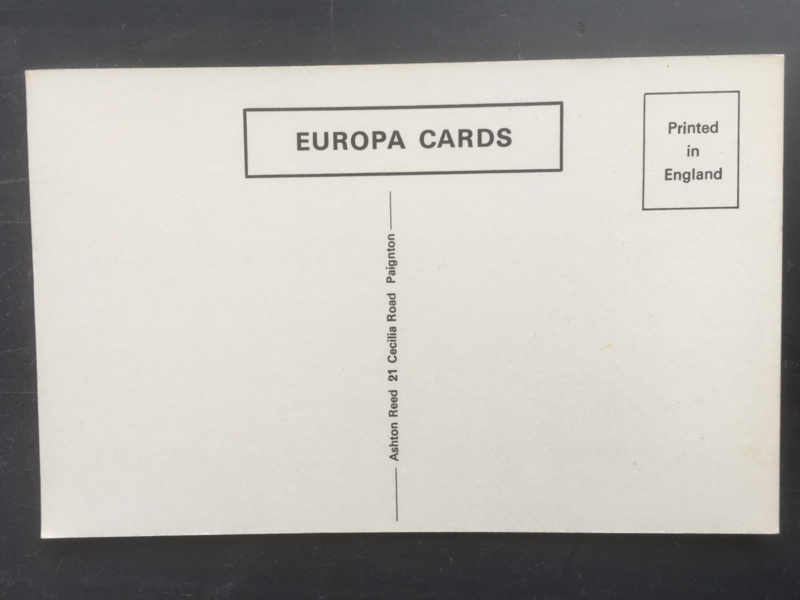 EUROPA CARDS
Printed
in
England
Ashton Reed 21 Cecilia Road Paignton